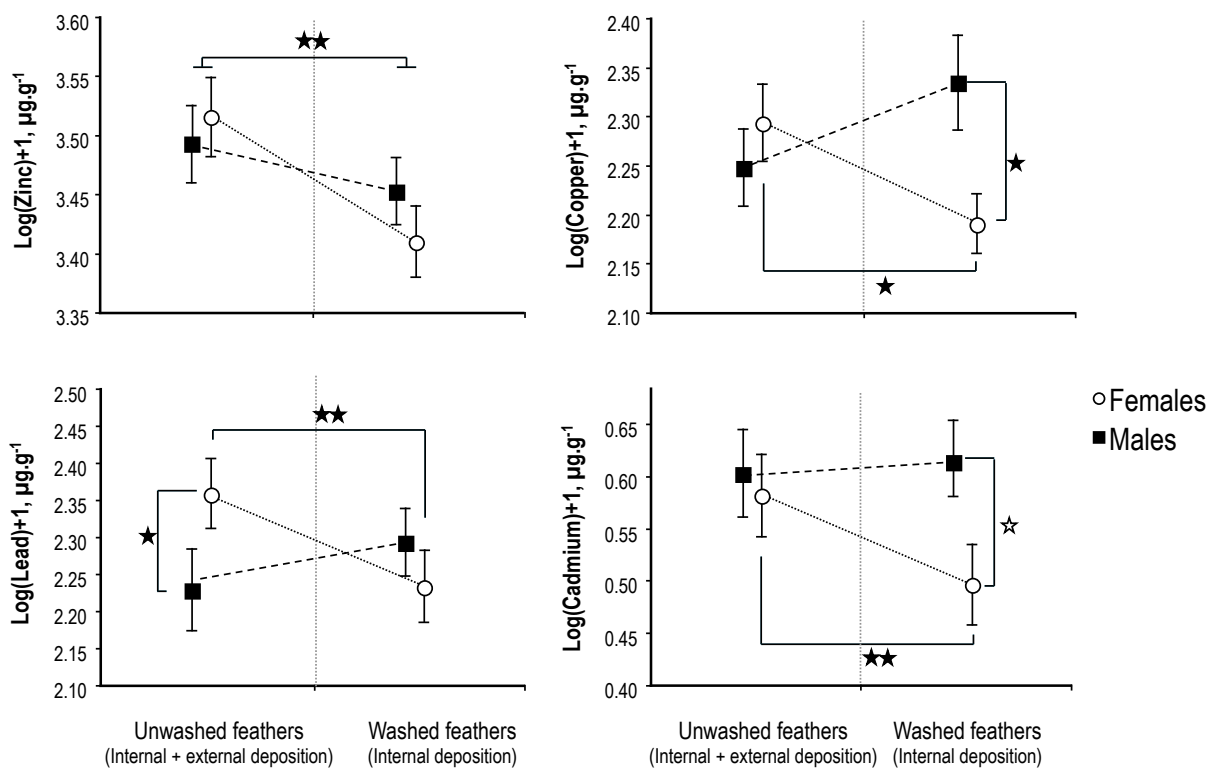 3.60
3.55
3.50
3.45
3.40
3.35
Log(Zinc)+1, µg.g-1
2.40
2.35
2.30
2.25
2.20
2.15
2.10
Log(Copper)+1, µg.g-1
2.50
2.45
2.40
2.35
2.30
2.25
2.20
2.15
2.10
Log(Lead)+1, µg.g-1
0.65
0.60
0.55
0.50
0.45
0.40
Log(Cadmium)+1, µg.g-1
Females
Males
Unwashed feathers
(Internal + external deposition)
Washed feathers
(Internal deposition)
Unwashed feathers
(Internal + external deposition)
Washed feathers
(Internal deposition)